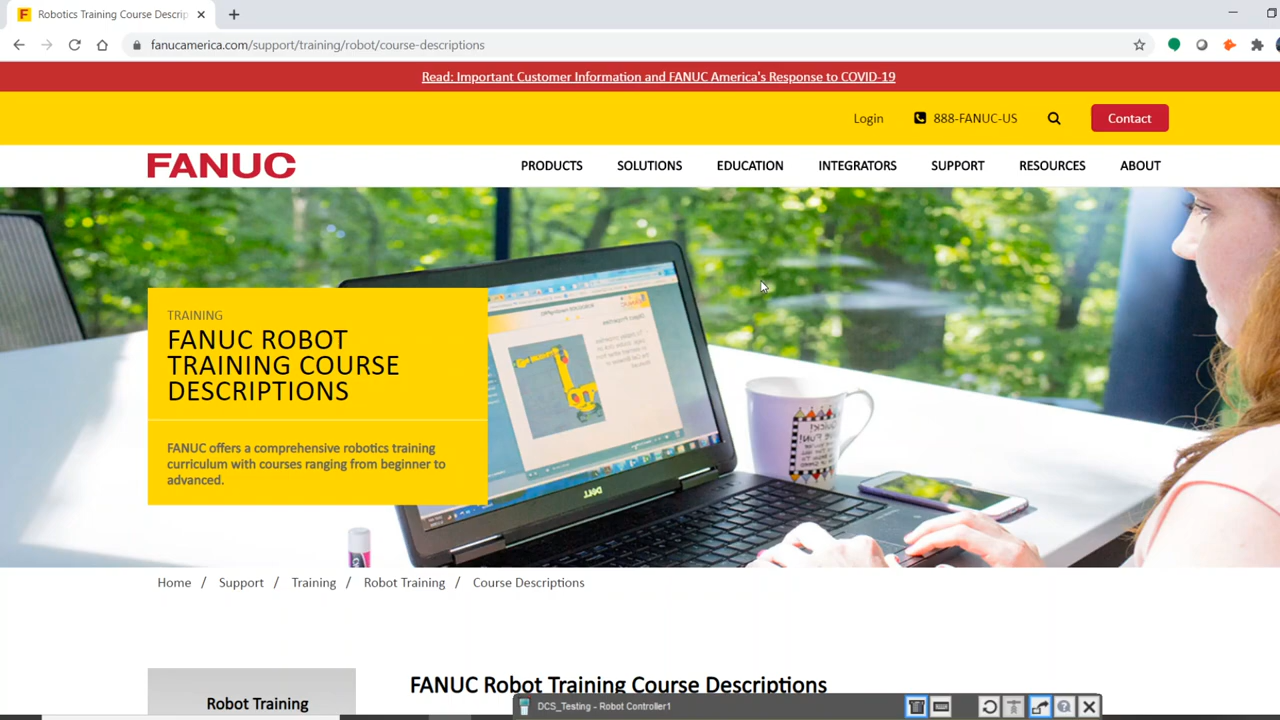 Robotics Training Course Descrip
fanucamerica.com/support/training/robot/course-descriptions
Read: Important Customer Information and FANUC America's Response to COVID-19
Login
888-FANUC-US
Contact
FANUC
PRODUCTS
SOLUTIONS
EDUCATION
INTEGRATORS
SUPPORT
RESOURCES
ABOUT
TRAINING
FANUC ROBOT
TRAINING COURSE
DESCRIPTIONS
FANUC offers a comprehensive robotics training
curriculum with courses ranging from beginner to
advanced.
DELL
Home / Support / Training / Robot Training / Course Descriptions
Robot Training
FANUC Robot Training Course Descriptions
DCS_Testing - Robot Controller1